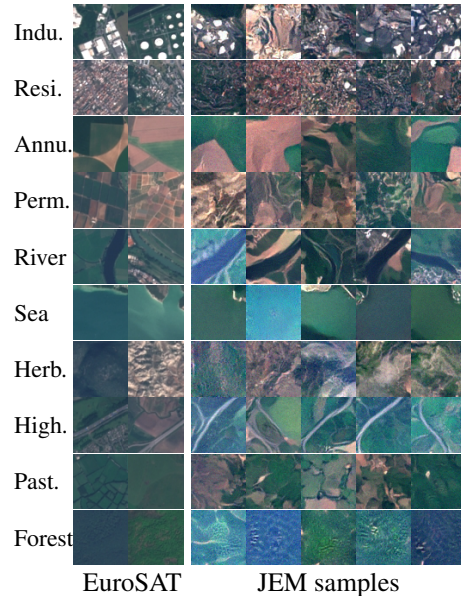 Indu.
Resi.
Annu.
Perm.
River
Sea
Herb.
High.
Past.
Forest
EuroSAT JEM samples